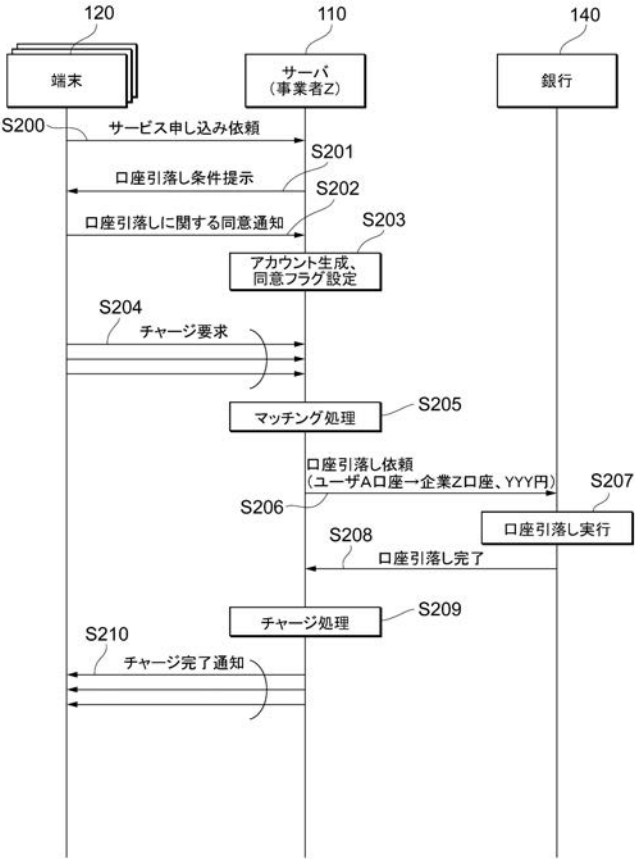 120
110
140
端末
サーバ
(事業者Z)
銀行
S200
サービス申し込み依頼
S201
口座引落し条件提示
S202
口座引落しに関する同意通知
S203
アカウント生成、
同意フラグ設定
S204
チャージ要求
マッチング処理
S205
口座引落し依頼
(ユーザA口座→企業Z口座、YYY円)
S206
S207
口座引落し実行
S208
口座引落し完了
チャージ処理
S209
S210
チャージ完了通知